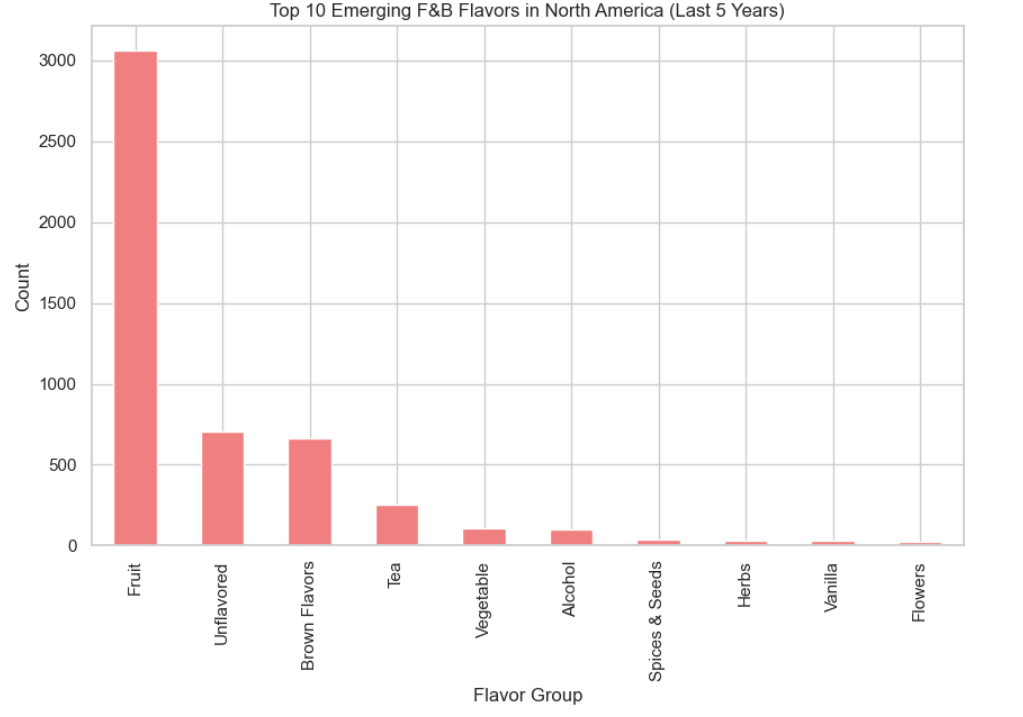 Top 10 Emerging F&B Flavors in North America (Last 5 Years)
3000
2500
2000
1500
1000
500
0
Count
Fruit
Unflavored
Brown Flavors
Tea
Vegetable
Alcohol
Spices & Seeds
Herbs
Vanilla
Flowers
Flavor Group